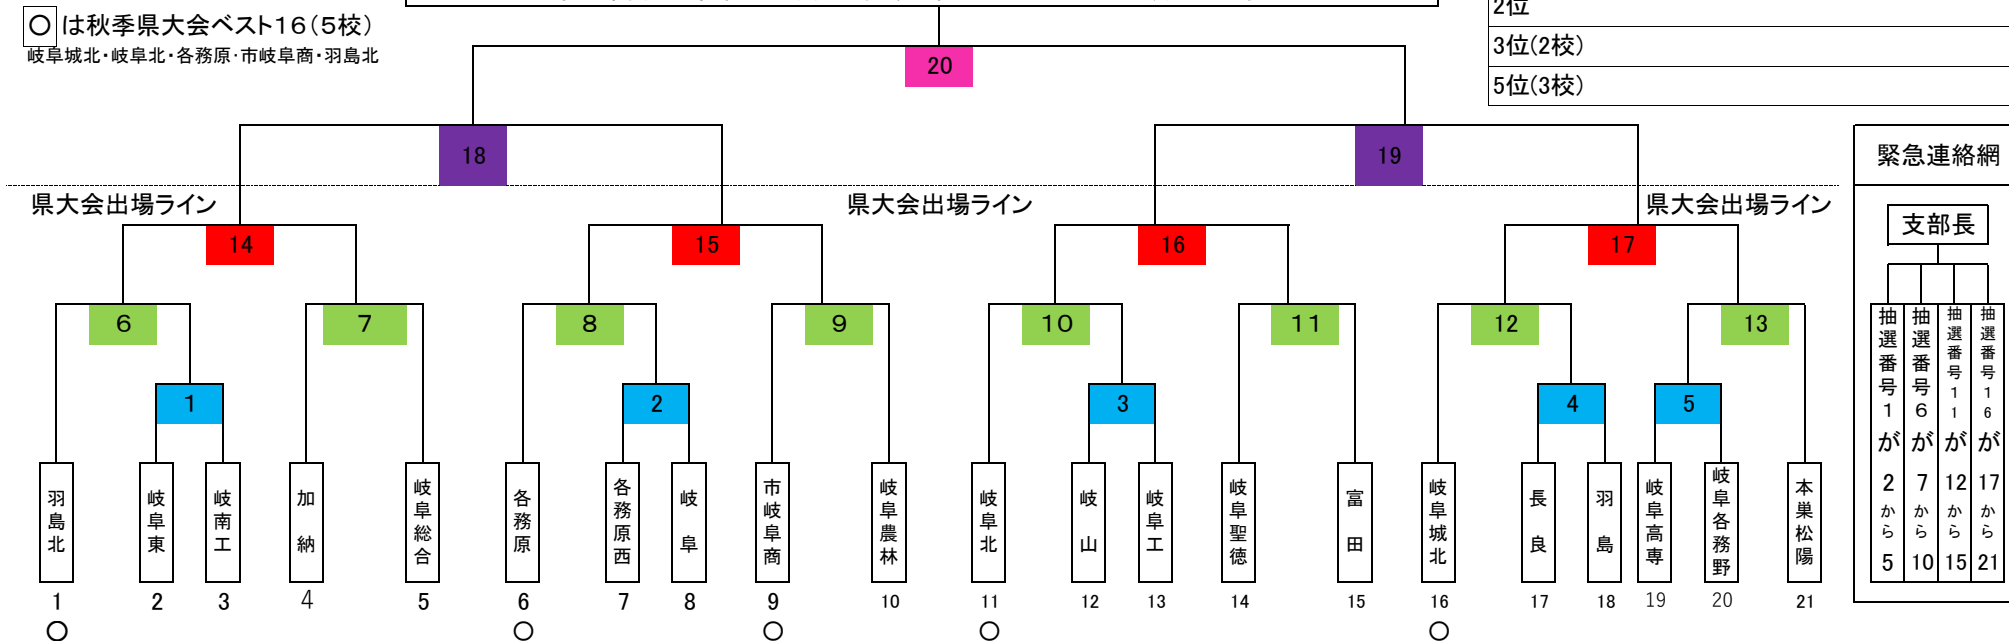 〇は秋季県大会ベスト16(5校)
岐阜城北・岐阜北・各務原・市岐阜商・羽島北
2位
3位(2校)
5位(3校)
20
18
19
緊急連絡網
県大会出場ライン
県大会出場ライン
県大会出場ライン
支部長
14
15
16
17
6
7
8
9
10
11
12
13
1
2
3
4
5
抽選番号1が2から5
抽選番号6が7から10
抽選番号11が12から15
抽選番号16が17から21
羽島北
岐阜東
岐南工
加納
岐阜総合
各務原
各務原西
岐阜
市岐阜商
岐阜農林
岐阜北
岐山
岐阜工
岐阜聖徳
富田
岐阜城北
長良
羽島
岐阜高専
岐阜各務野
本巣松陽
1 2 3 4 5 6 7 8 9 10 11 12 13 14 15 16 17 18 19 20 21
〇 〇 〇 〇 〇